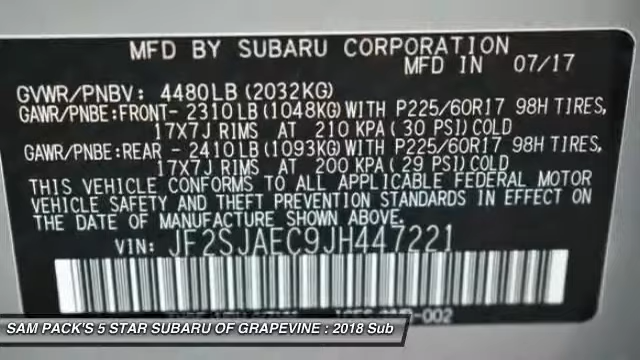 MFD BY SUBARU CORPORATION
MFD IN 07/17
GVWR/PNBV: 4480LB (2032KG)
GAWR/PNBE:FRONT- 2310LB (1048KG)WITH P225/60R17 98H TIRES,
17X7J RIMS AT 210 KPA (30 PSI)COLD
GAWR/PNBE:REAR - 2410LB (1093KG)WITH P225/60R17 98H TIRES,
17X7J RIMS AT 200 KPA (29 PSI)COLD
THIS VEHICLE CONFORMS TO ALL APPLICABLE FEDERAL MOTOR
VEHICLE SAFETY AND THEFT PREVENTION STANDARDS IN EFFECT ON
THE DATE OF MANUFACTURE SHOWN ABOVE.
VIN: JF2SJAEC9JH447221
SAM PACK'S 5 STAR SUBARU OF GRAPEVINE : 2018 Sub